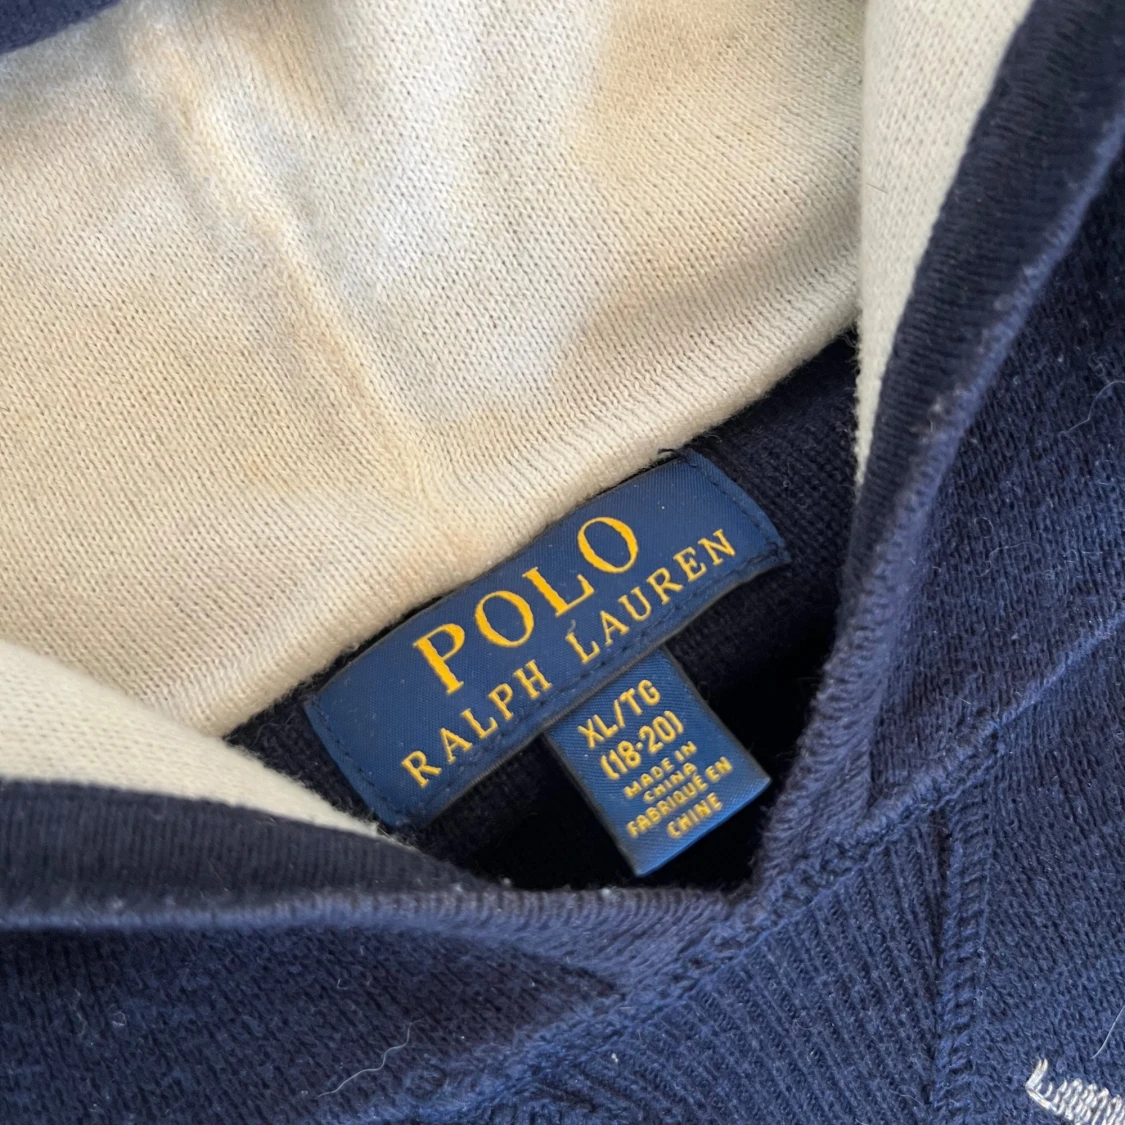 POLO
RALPH LAUREN
XL/TG
(18-20)
MADE IN
CHINA
FABRIQUÉ EN
CHINE